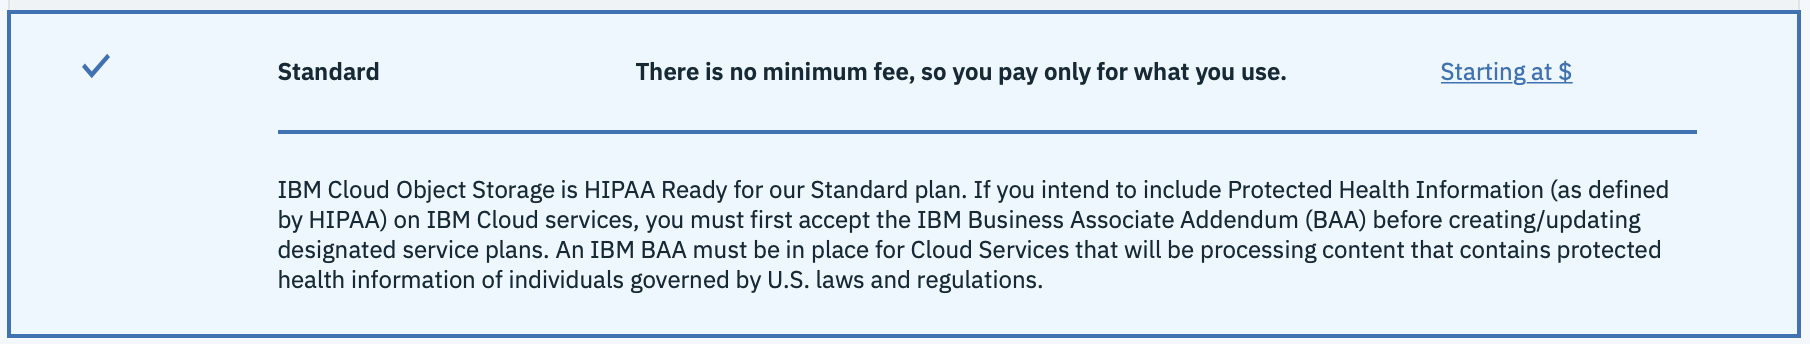 Standard There is no minimum fee, so you pay only for what you use. Starting at $
IBM Cloud Object Storage is HIPAA Ready for our Standard plan. If you intend to include Protected Health Information (as defined
by HIPAA) on IBM Cloud services, you must first accept the IBM Business Associate Addendum (BAA) before creating/updating
designated service plans. An IBM BAA must be in place for Cloud Services that will be processing content that contains protected
health information of individuals governed by U.S. laws and regulations.